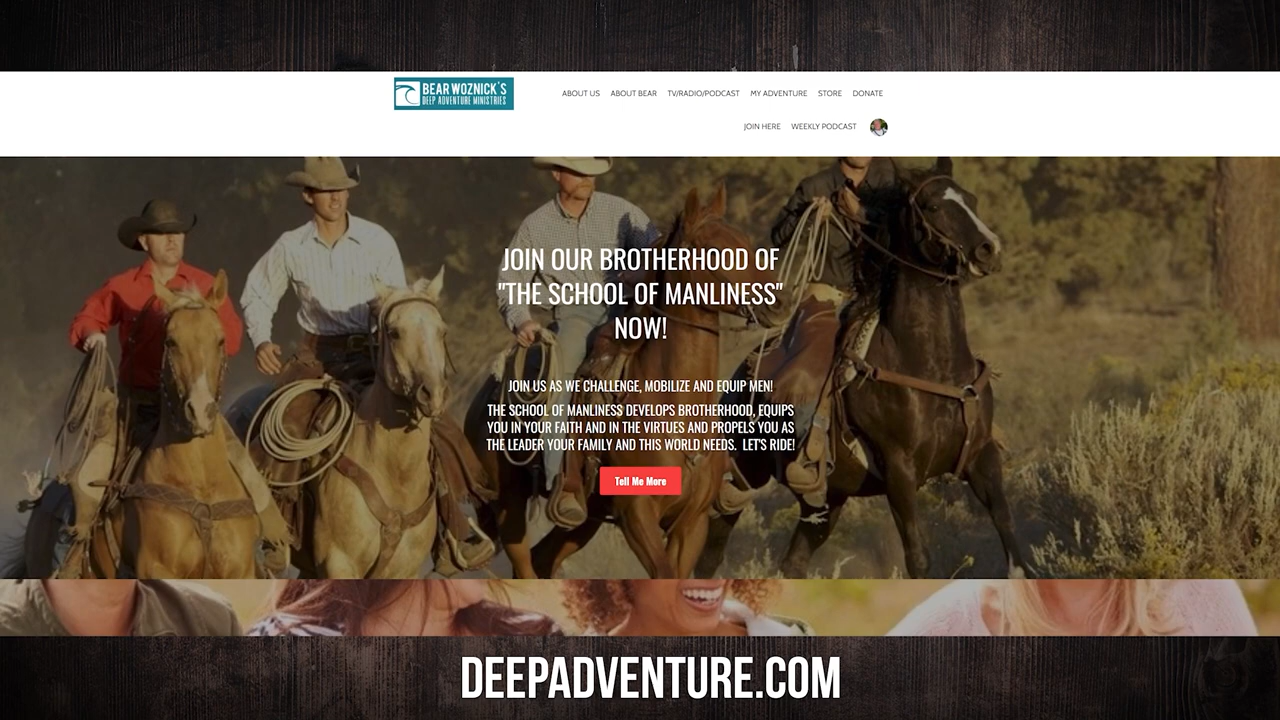 BEAR WOZNICK'S
DEEP ADVENTURE MINISTRIES
ABOUT US ABOUT BEAR TV/RADIO/PODCAST MY ADVENTURE STORE DONATE
JOIN HERE WEEKLY PODCAST
JOIN OUR BROTHERHOOD OF
"THE SCHOOL OF MANLINESS"
NOW!
JOIN US AS WE CHALLENGE, MOBILIZE AND EQUIP MEN!
THE SCHOOL OF MANLINESS DEVELOPS BROTHERHOOD, EQUIPS
YOU IN YOUR FAITH AND IN THE VIRTUES AND PROPELS YOU AS
THE LEADER YOUR FAMILY AND THIS WORLD NEEDS. LET'S RIDE!
Tell Me More
DEEPADVENTURE.COM